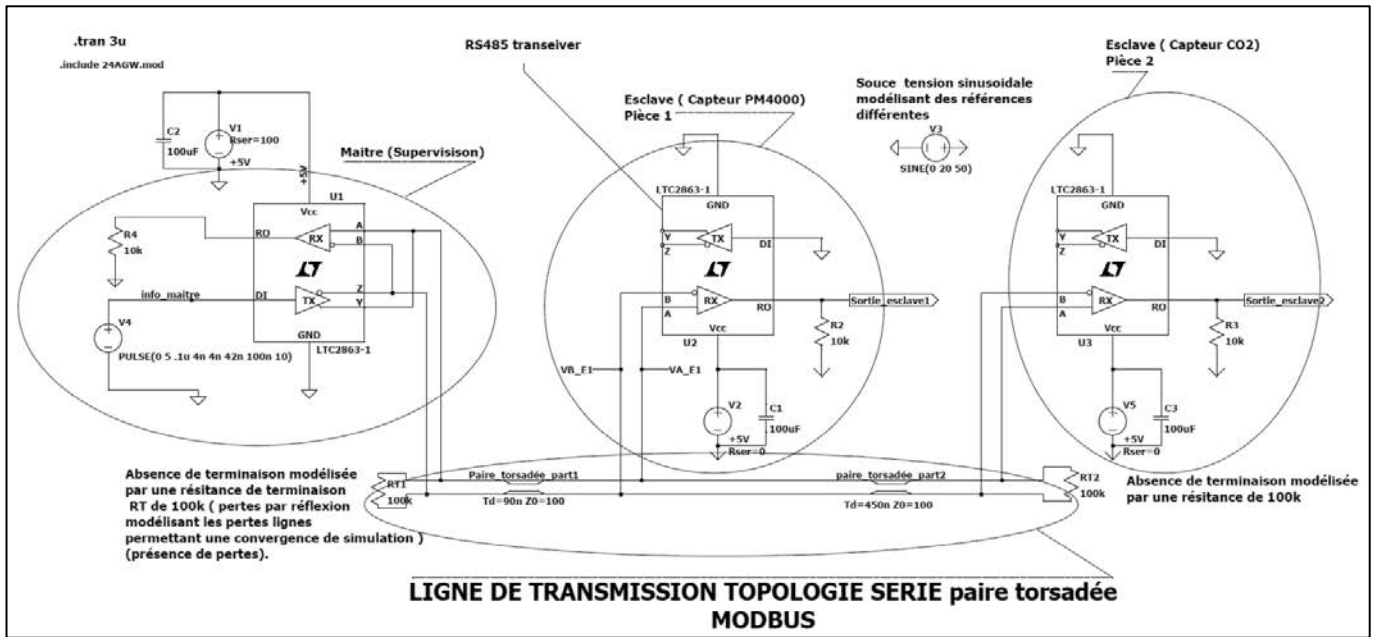 .tran 3u
.include 24AGW.mod
C2
100uF
V1
Rser=100
+5V
+5V
Maitre (Supervisison)
U1
Vcc
R4
10k
RO
RX
A
B
info_maitre
DI
TX
Z
Y
GND
LTC2863-1
V4
PULSE(0 5 .1u 4n 4n 42n 100n 10)
RS485 transeiver
Esclave ( Capteur PM4000)
Pièce 1
LTC2863-1
GND
Y
Z
TX
DI
B
A
RX
RO
Vcc
U2
Sortie_esclave1
R2
10k
VB_E1
VA_E1
V2
+5V
Rser=0
C1
100uF
Souce tension sinusoidale
modélisant des références
différentes
V3
SINE(0 20 50)
Esclave ( Capteur CO2)
Pièce 2
LTC2863-1
GND
Y
Z
TX
DI
B
A
RX
RO
Vcc
U3
Sortie_esclave2
R3
10k
V5
+5V
Rser=0
C3
100uF
Absence de terminaison modélisée
par une résitance de terminaison
RT de 100k ( pertes par réflexion
modélisant les pertes lignes
permettant une convergence de simulation )
(présence de pertes).
RT1
100k
Paire_torsadée_part1
Td=90n Z0=100
paire_torsadée_part2
Td=450n Z0=100
RT2
100k
Absence de terminaison modélisée
par une résitance de 100k
LIGNE DE TRANSMISSION TOPOLOGIE SERIE paire torsadée
MODBUS